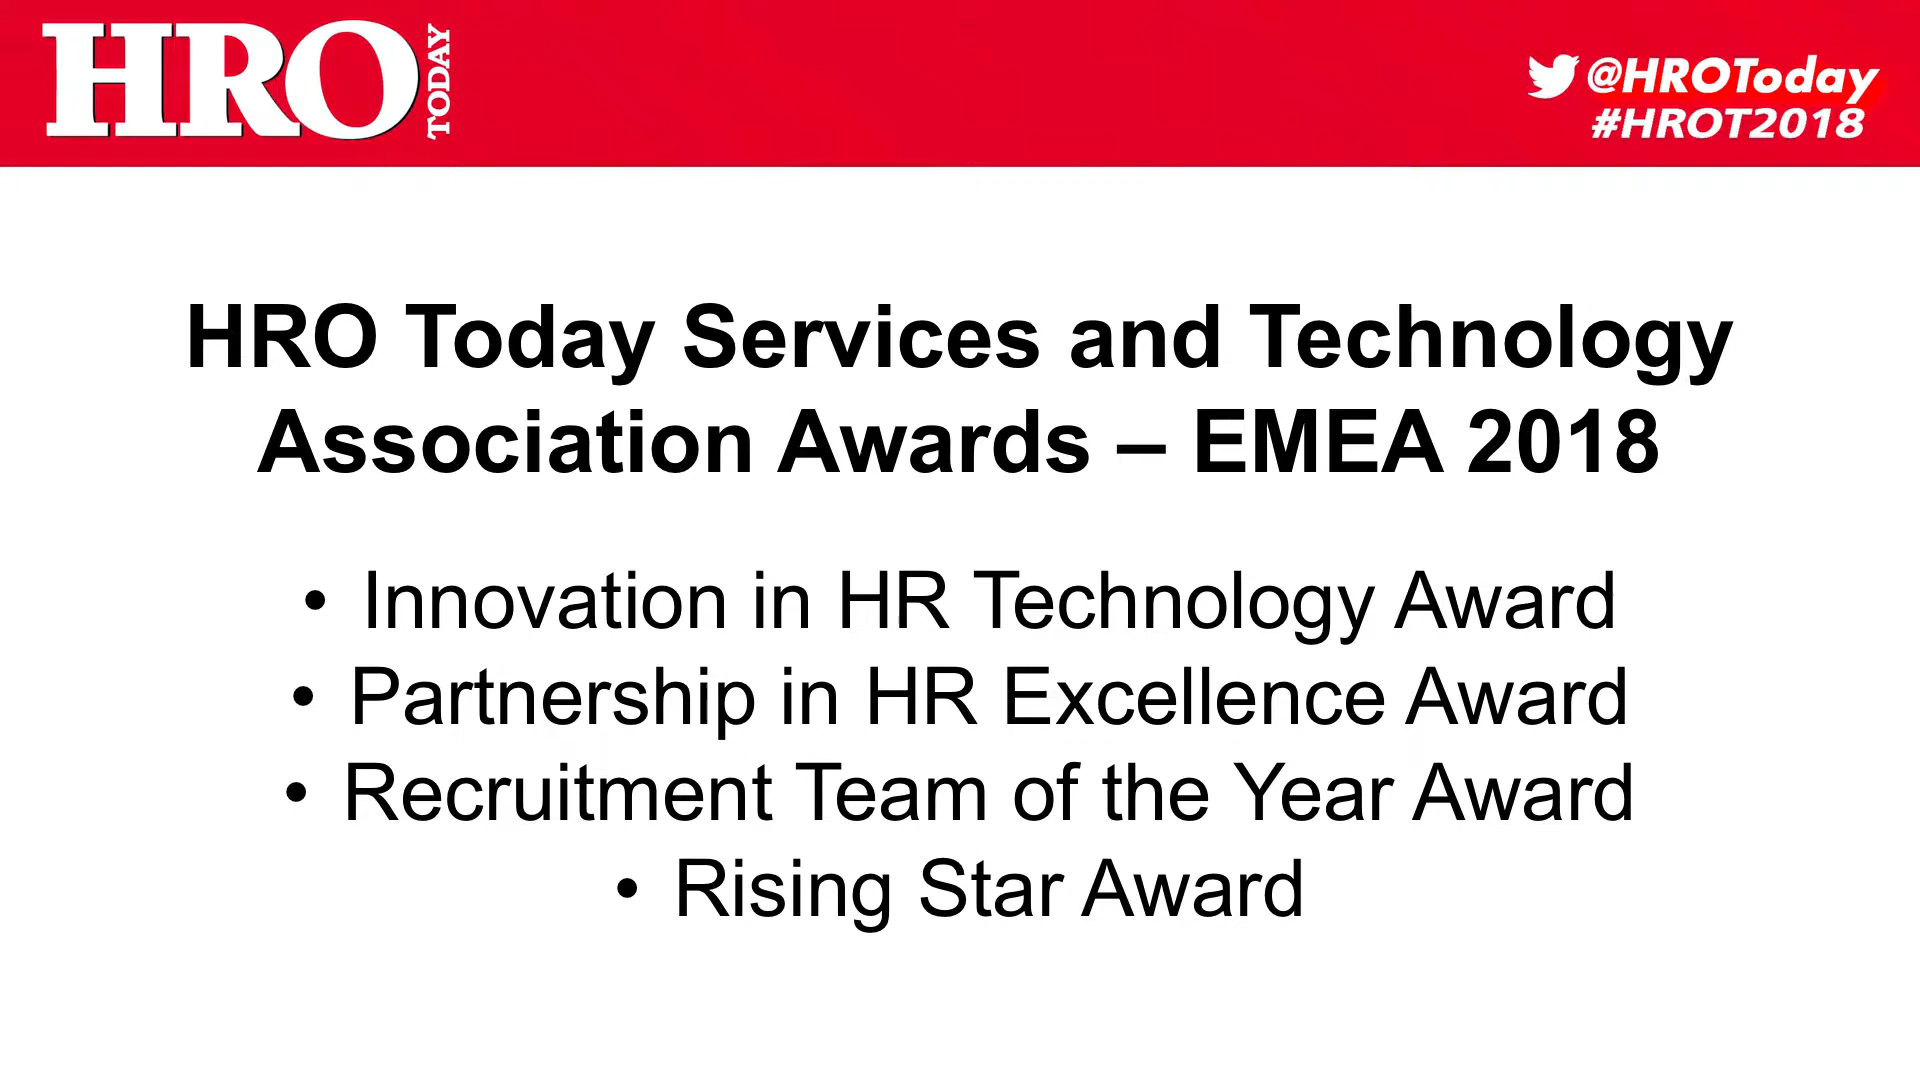 HRO TODAY
@HROToday
#HROT2018
HRO Today Services and Technology
Association Awards – EMEA 2018
• Innovation in HR Technology Award
• Partnership in HR Excellence Award
• Recruitment Team of the Year Award
• Rising Star Award